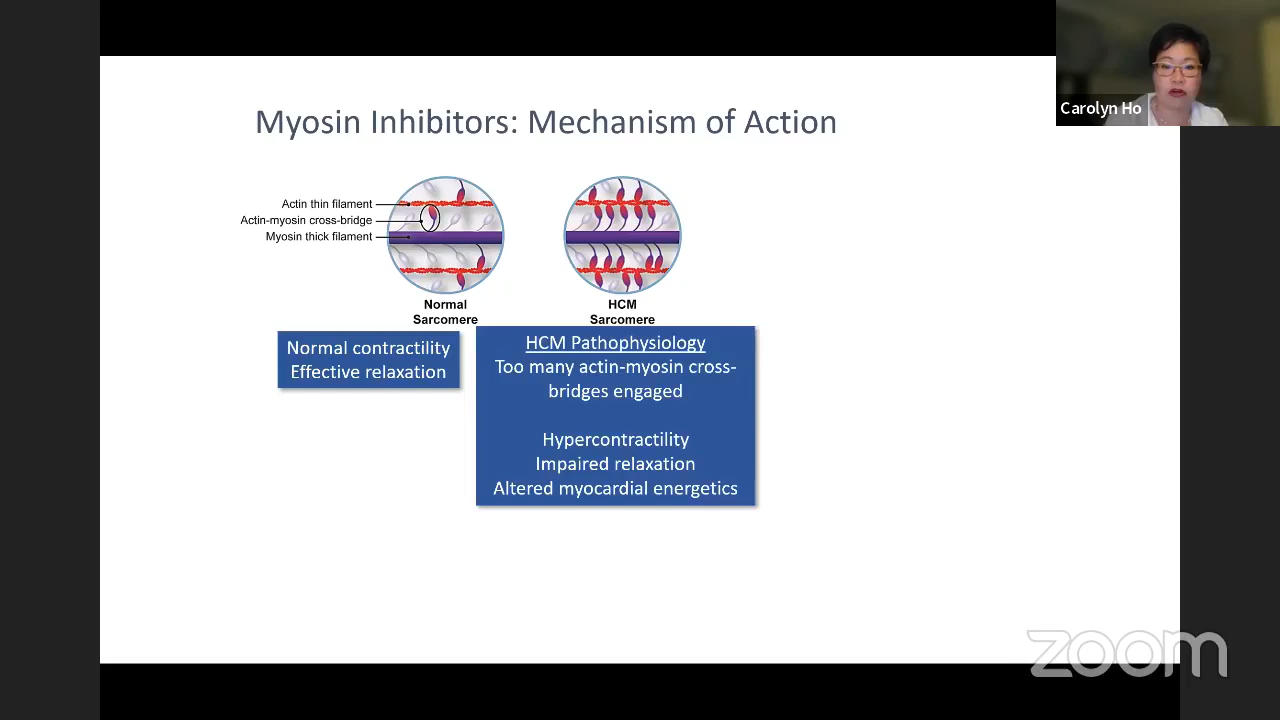 Carolyn Ho
Myosin Inhibitors: Mechanism of Action
Actin thin filament
Actin-myosin cross-bridge
Myosin thick filament
Normal
Sarcomere
HCM
Sarcomere
Normal contractility
Effective relaxation
HCM Pathophysiology
Too many actin-myosin cross-
bridges engaged
Hypercontractility
Impaired relaxation
Altered myocardial energetics
zoom